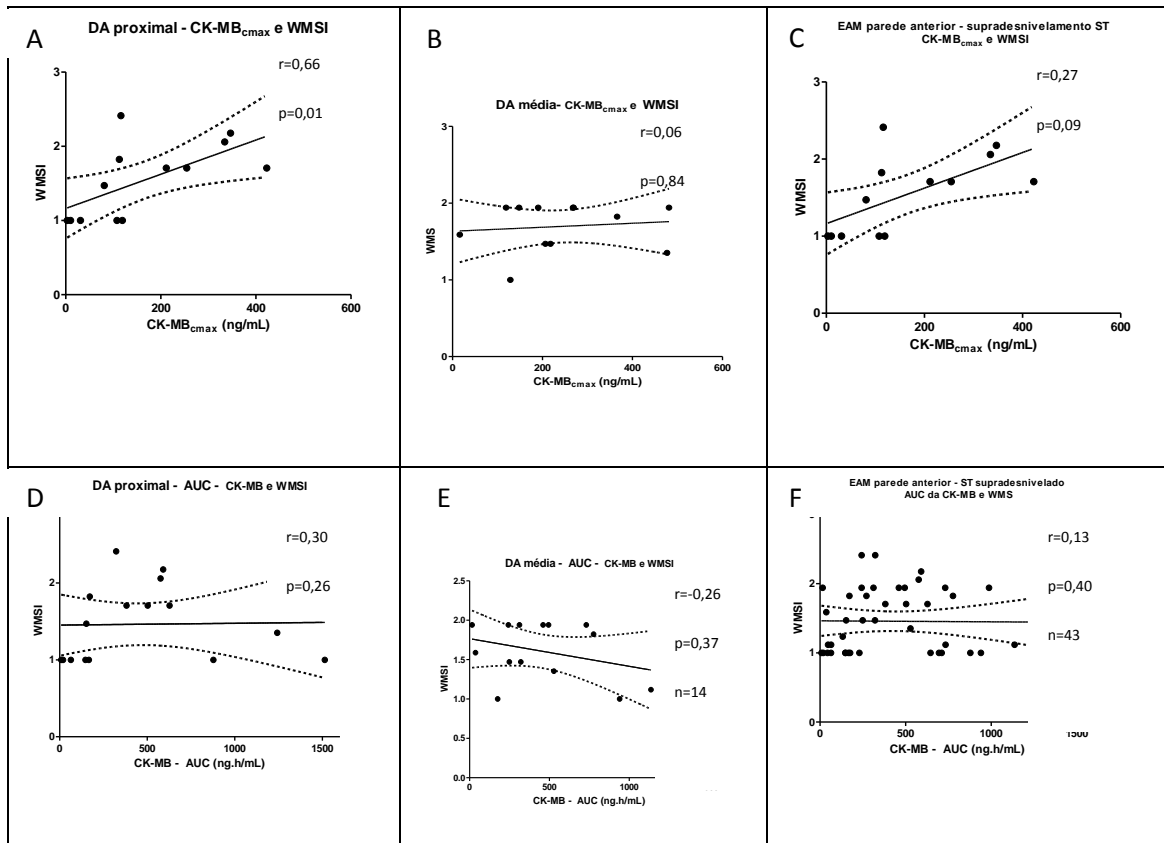 A
DA proximal - CK-MBcmax e WMSI
r=0,66
p=0,01
3
2
1
0
WMSI
0 200 400 600
CK-MBcmax (ng/mL)
B
DA média- CK-MBcmax e WMSI
r=0,06
p=0,84
3
2
1
0
WMS
0 200 400 600
CK-MBcmax (ng/mL)
C
EAM parede anterior - supradesnivelamento ST
CK-MBcmax e WMSI
r=0,27
p=0,09
3
2
1
0
WMSI
0 200 400 600
CK-MBcmax (ng/mL)
D
DA proximal - AUC - CK-MB e WMSI
r=0,30
p=0,26
2
1
0
WMSI
0 500 1000 1500
CK-MB - AUC (ng.h/mL)
E
DA média - AUC - CK-MB e WMSI
r=-0,26
p=0,37
n=14
2.5
2.0
1.5
1.0
0.5
0.0
WMSI
0 500 1000
CK-MB - AUC (ng.h/mL)
F
EAM parede anterior - ST supradesnivelado
AUC da CK-MB e WMS
r=0,13
p=0,40
n=43
2
1
0
WMSI
0 500 1000 1500
CK-MB - AUC (ng.h/mL)